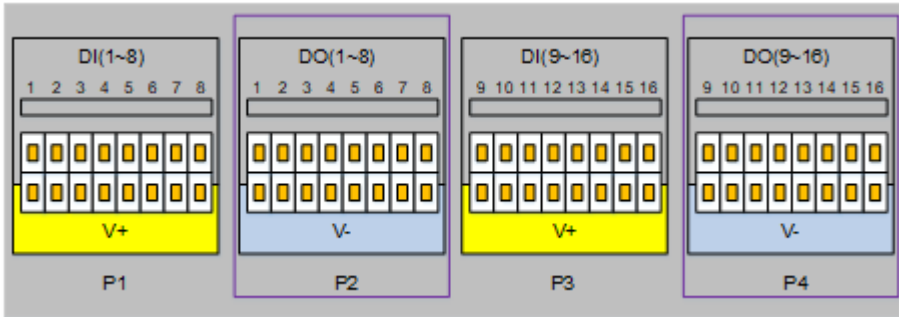 DI(1~8)
1 2 3 4 5 6 7 8
V+
P1
DO(1~8)
1 2 3 4 5 6 7 8
V-
P2
DI(9~16)
9 10 11 12 13 14 15 16
V+
P3
DO(9~16)
9 10 11 12 13 14 15 16
V-
P4